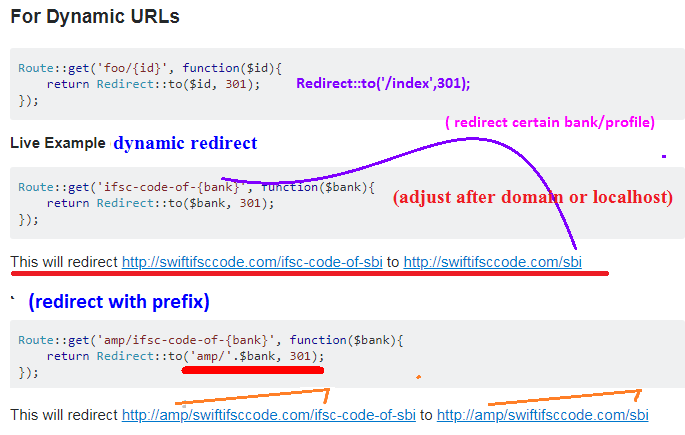 For Dynamic URLs
Route::get('foo/{id}', function($id){
return Redirect::to($id, 301); Redirect::to('/index',301);
});
( redirect certain bank/profile)
Live Example dynamic redirect
Route::get('ifsc-code-of-{bank}', function($bank){
return Redirect::to($bank, 301); (adjust after domain or localhost)
});
This will redirect http://swiftifsccode.com/ifsc-code-of-sbi to http://swiftifsccode.com/sbi
` (redirect with prefix)
Route::get('amp/ifsc-code-of-{bank}', function($bank){
return Redirect::to('amp/'.$bank, 301);
});
This will redirect http://amp/swiftifsccode.com/ifsc-code-of-sbi to http://amp/swiftifsccode.com/sbi